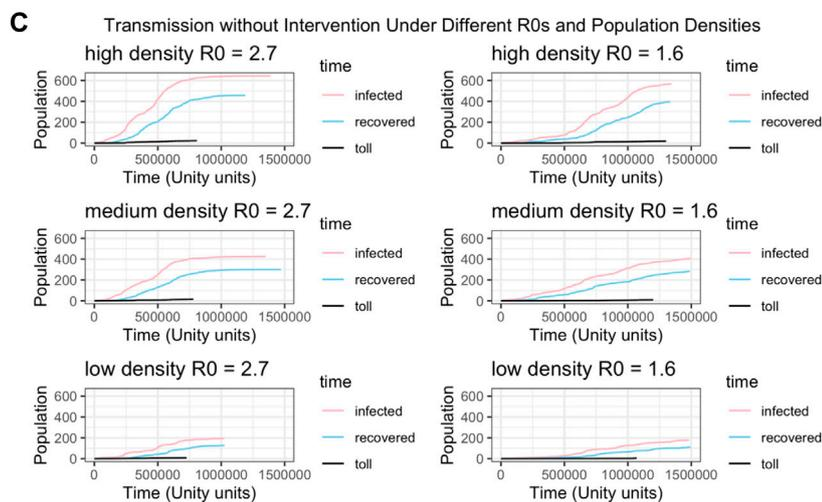 C
Transmission without Intervention Under Different R0s and Population Densities
high density R0 = 2.7
time
infected
recovered
toll
Population
600
400
200
0
0 5000000 1000000 1500000
Time (Unity units)
high density R0 = 1.6
time
infected
recovered
toll
Population
600
400
200
0
0 5000000 1000000 1500000
Time (Unity units)
medium density R0 = 2.7
time
infected
recovered
toll
Population
600
400
200
0
0 5000000 1000000 1500000
Time (Unity units)
medium density R0 = 1.6
time
infected
recovered
toll
Population
600
400
200
0
0 5000000 1000000 1500000
Time (Unity units)
low density R0 = 2.7
time
infected
recovered
toll
Population
600
400
200
0
0 5000000 1000000 1500000
Time (Unity units)
low density R0 = 1.6
time
infected
recovered
toll
Population
600
400
200
0
0 5000000 1000000 1500000
Time (Unity units)